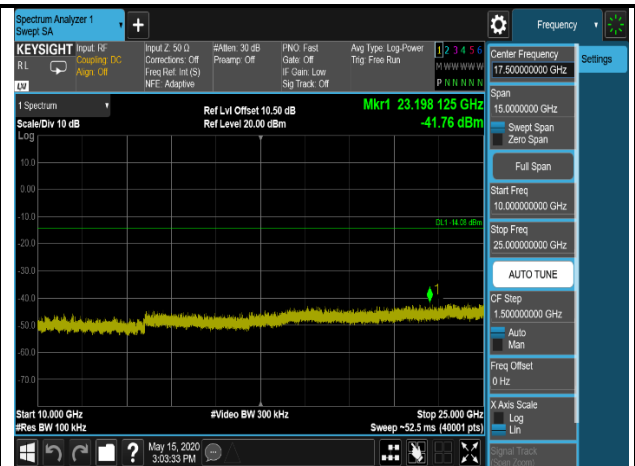 Spectrum Analyzer 1
Swept SA
Frequency
KEYSIGHT
RL
Input: RF
Coupling: DC
Align: Off
Input Z: 50 Ω
Corrections: Off
Freq Ref: Int (S)
NFE: Adaptive
#Atten: 30 dB
Preamp: Off
PNO: Fast
Gate: Off
IF Gain: Low
Sig Track: Off
Avg Type: Log-Power
Trig: Free Run
1 2 3 4 5 6
M W W W W W
P N N N N N
1 Spectrum
Scale/Div 10 dB
Log
Ref Lvl Offset 10.50 dB
Ref Level 20.00 dBm
Mkr1 23.198 125 GHz
-41.76 dBm
10.0
0.00
-10.0
DL1 -14.08 dBm
-20.0
-30.0
-40.0
1
-50.0
-60.0
-70.0
Start 10.000 GHz
#Res BW 100 kHz
#Video BW 300 kHz
Stop 25.000 GHz
Sweep ~52.5 ms (40001 pts)
May 15, 2020
3:03:33 PM
Center Frequency
17.500000000 GHz
Settings
Span
15.0000000 GHz
Swept Span
Zero Span
Full Span
Start Freq
10.000000000 GHz
Stop Freq
25.000000000 GHz
AUTO TUNE
CF Step
1.500000000 GHz
Auto
Man
Freq Offset
0 Hz
X Axis Scale
Log
Lin
Signal Track
(Span Zoom)